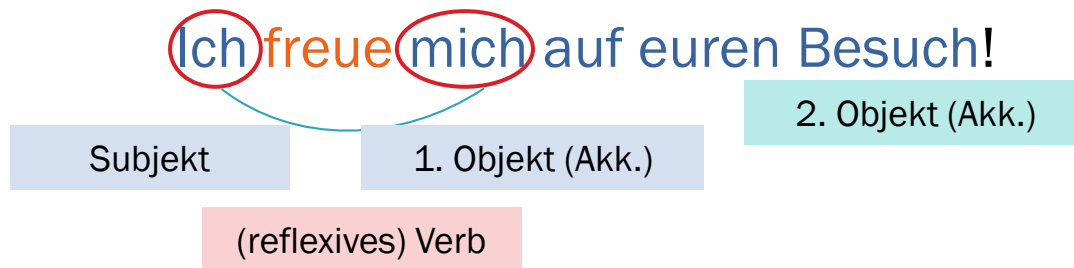 Ich freue mich auf euren Besuch!
2. Objekt (Akk.)
Subjekt
1. Objekt (Akk.)
(reflexives) Verb